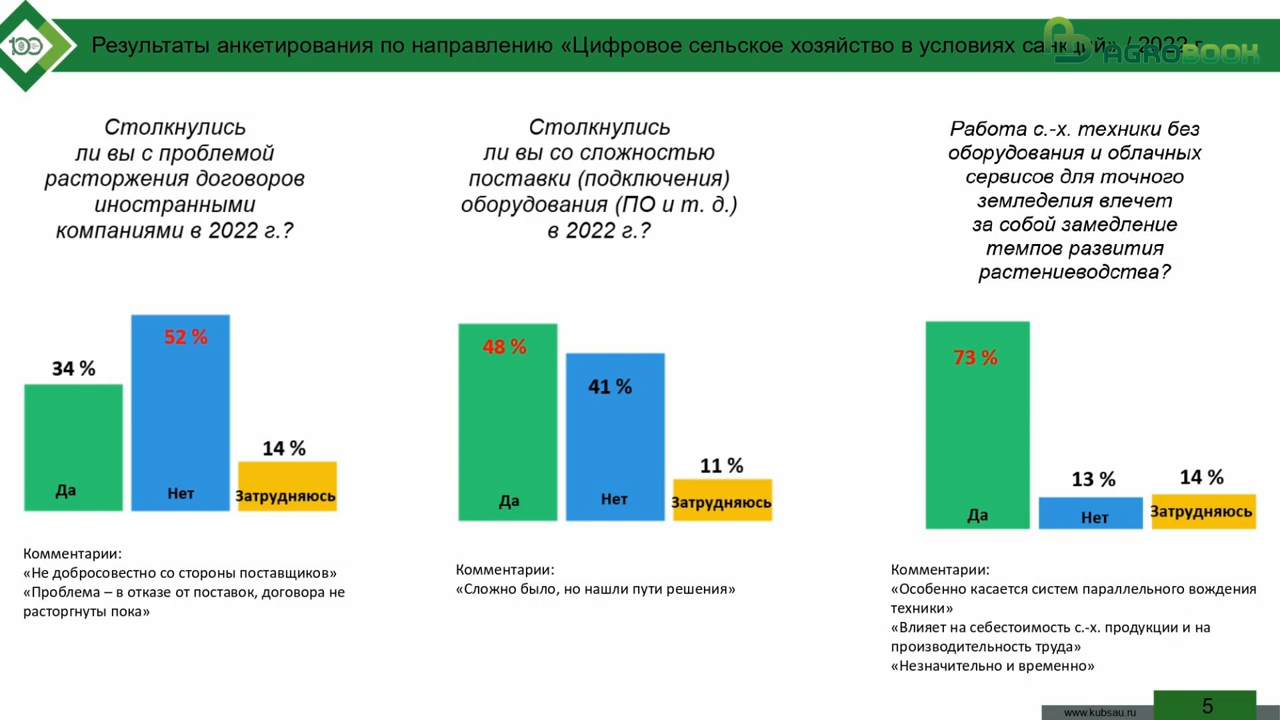 100
Результаты анкетирования по направлению «Цифровое сельское хозяйство в условиях санкций» / 2022 г.
AGROBOOK
Столкнулись
ли вы с проблемой
расторжения договоров
иностранными
компаниями в 2022 г.?
52 %
34 %
14 %
Да
Нет
Затрудняюсь
Комментарии:
«Не добросовестно со стороны поставщиков»
«Проблема – в отказе от поставок, договора не
расторгнуты пока»
Столкнулись
ли вы со сложностью
поставки (подключения)
оборудования (ПО и т. д.)
в 2022 г.?
48 %
41 %
11 %
Да
Нет
Затрудняюсь
Комментарии:
«Сложно было, но нашли пути решения»
Работа с.-х. техники без
оборудования и облачных
сервисов для точного
земледелия влечет
за собой замедление
темпов развития
растениеводства?
73 %
13 %
14 %
Да
Нет
Затрудняюсь
Комментарии:
«Особенно касается систем параллельного вождения
техники»
«Влияет на себестоимость с.-х. продукции и на
производительность труда»
«Незначительно и временно»
www.kubsau.ru
5